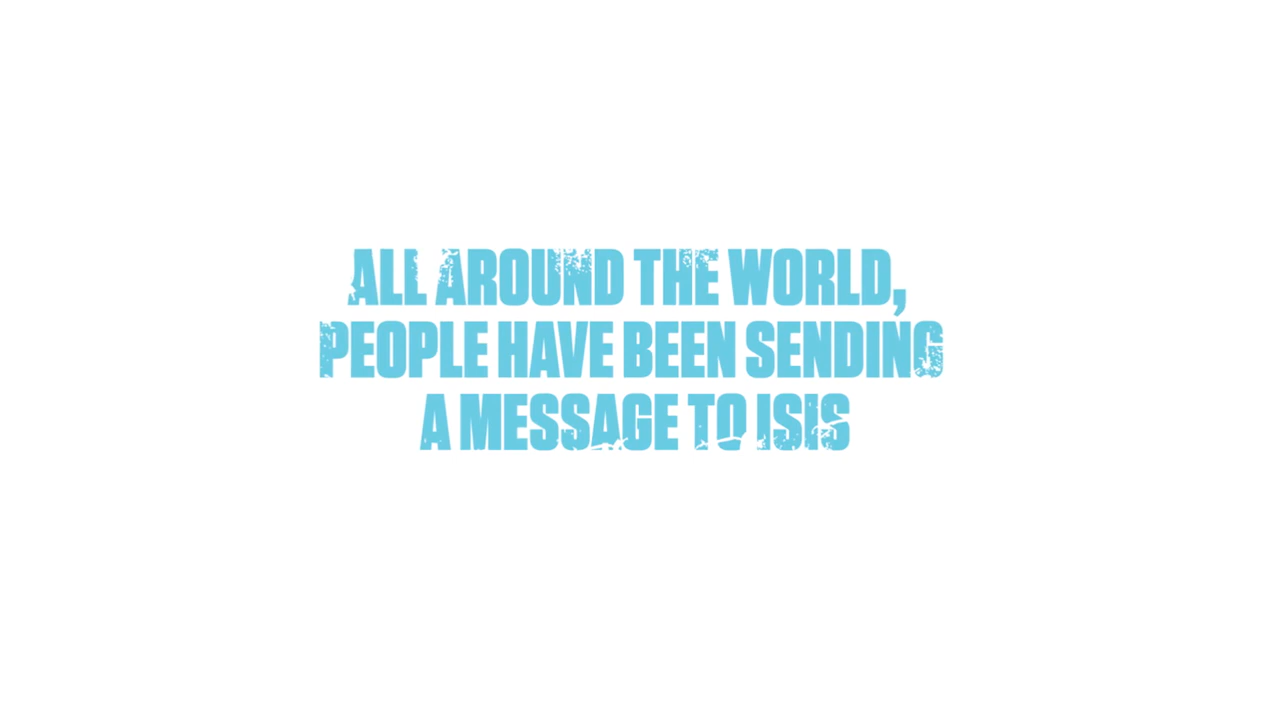 ALL AROUND THE WORLD,
PEOPLE HAVE BEEN SENDING
A MESSAGE TO ISIS